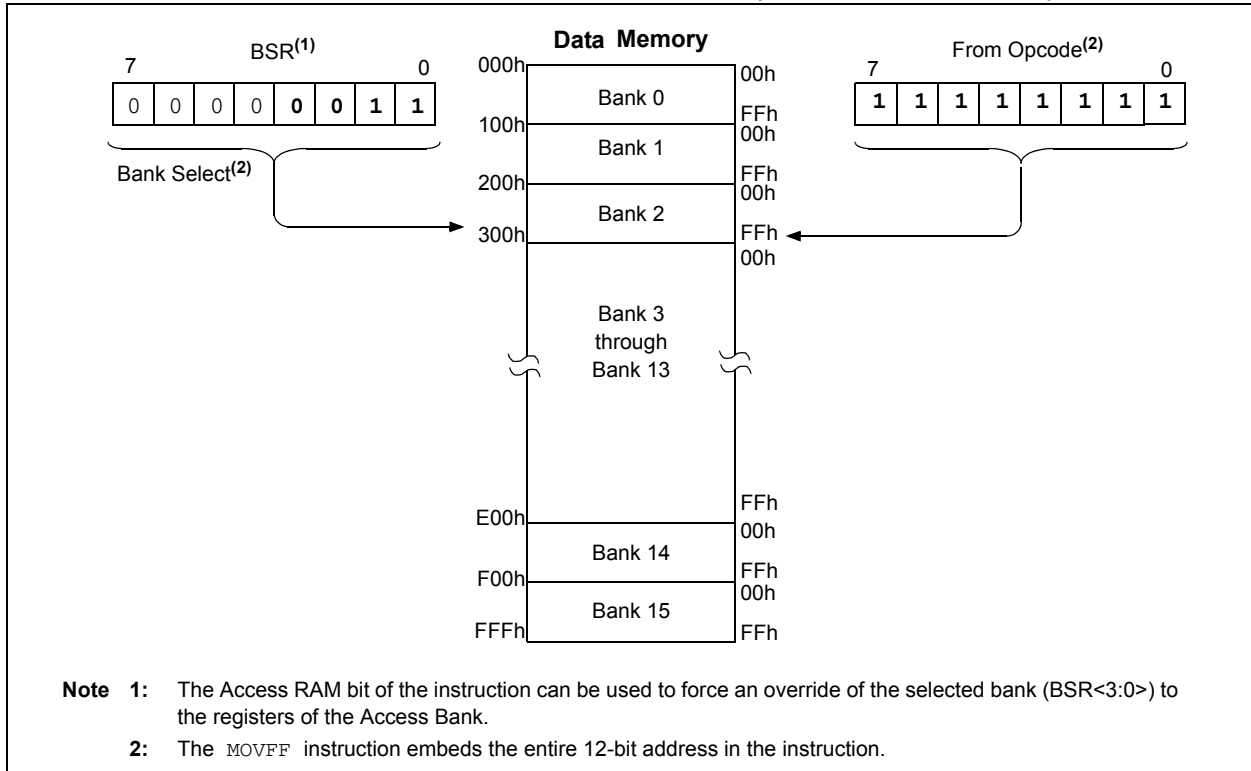 Data Memory
BSR(1)
7 0
0 0 0 0 0 0 1 1
Bank Select(2)
From Opcode(2)
7 0
1 1 1 1 1 1 1 1
000h
00h
Bank 0
FFh
100h
00h
Bank 1
FFh
200h
00h
Bank 2
FFh
300h
00h
Bank 3
through
Bank 13
FFh
E00h
00h
Bank 14
FFh
F00h
00h
Bank 15
FFFh
FFh
Note 1: The Access RAM bit of the instruction can be used to force an override of the selected bank (BSR<3:0>) to
the registers of the Access Bank.
2: The MOVFF instruction embeds the entire 12-bit address in the instruction.